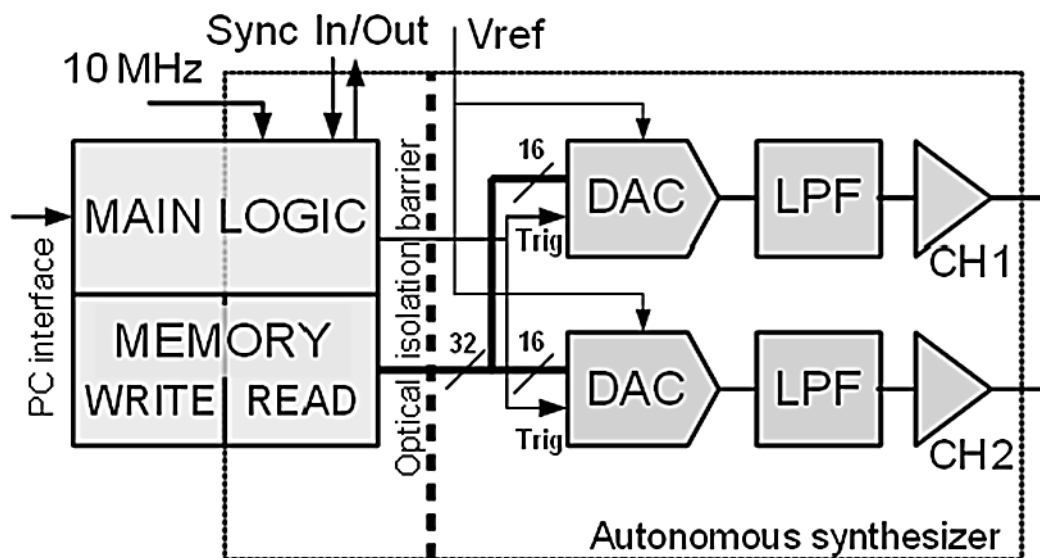 Sync In/Out
Vref
10 MHz
PC interface
MAIN LOGIC
MEMORY
WRITE READ
Optical isolation barrier
32
16
DAC
LPF
Trig
CH1
16
DAC
LPF
Trig
CH2
Autonomous synthesizer